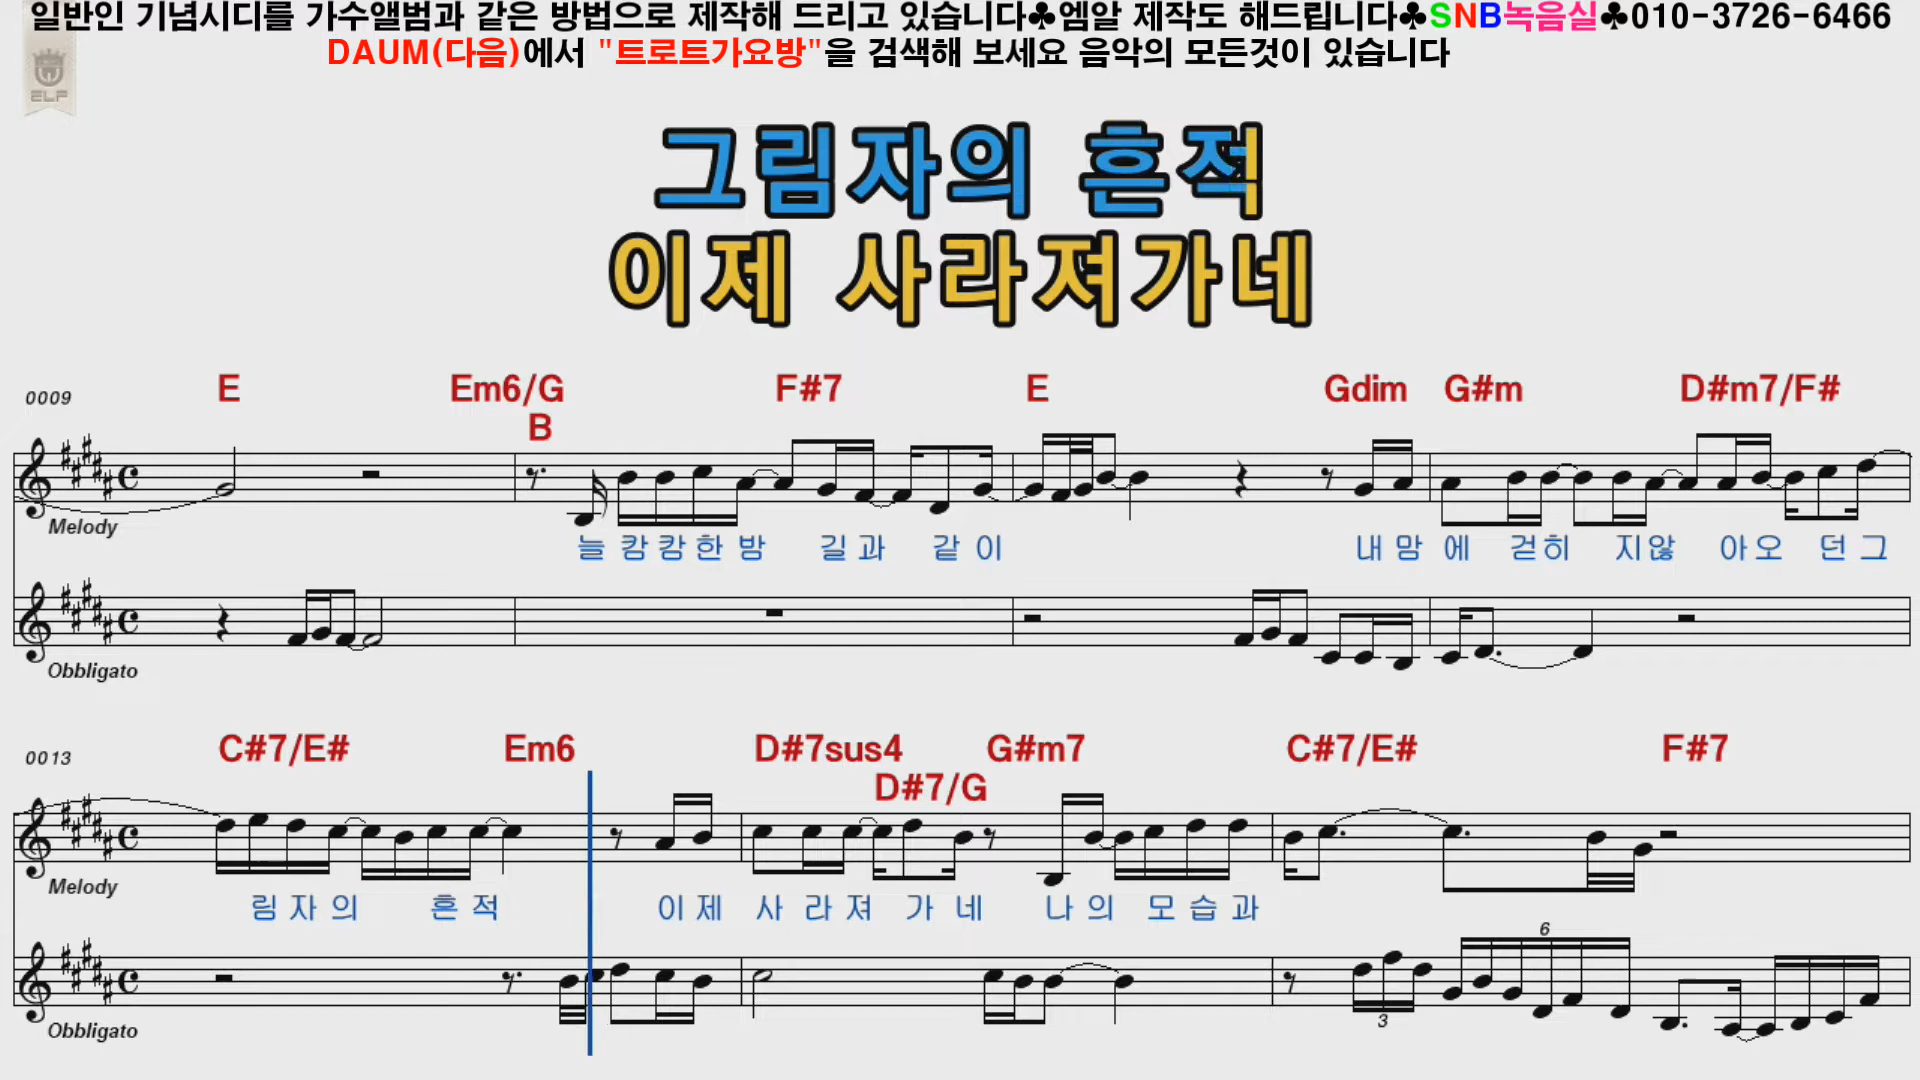 일반인 기념시디를 가수앨범과 같은 방법으로 제작해 드리고 있습니다♣엠알 제작도 해드립니다♣SNB녹음실♣010-3726-6466
DAUM(다음)에서 "트로트가요방"을 검색해 보세요 음악의 모든것이 있습니다
ELF
그림자의 흔적
이제 사라져가네
0009 E Em6/G F#7 E Gdim G#m D#m7/F#
B
Melody
늘 캄 캄 한 밤 길 과 같 이 내 맘 에 걷 히 지 않 아 오 던 그
Obbligato
0013 C#7/E# Em6 D#7sus4 G#m7 C#7/E# F#7
D#7/G
Melody
림 자 의 흔 적 이 제 사 라 져 가 네 나 의 모 습 과
6
3
Obbligato